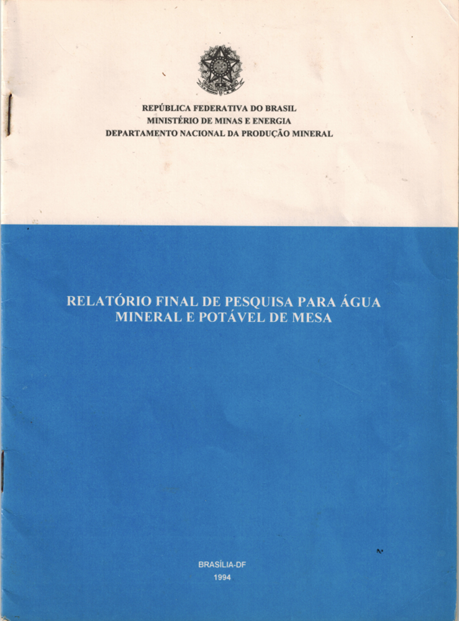 REPÚBLICA FEDERATIVA DO BRASIL
MINISTÉRIO DE MINAS E ENERGIA
DEPARTAMENTO NACIONAL DA PRODUÇÃO MINERAL
RELATÓRIO FINAL DE PESQUISA PARA ÁGUA
MINERAL E POTÁVEL DE MESA
BRASÍLIA-DF
1994